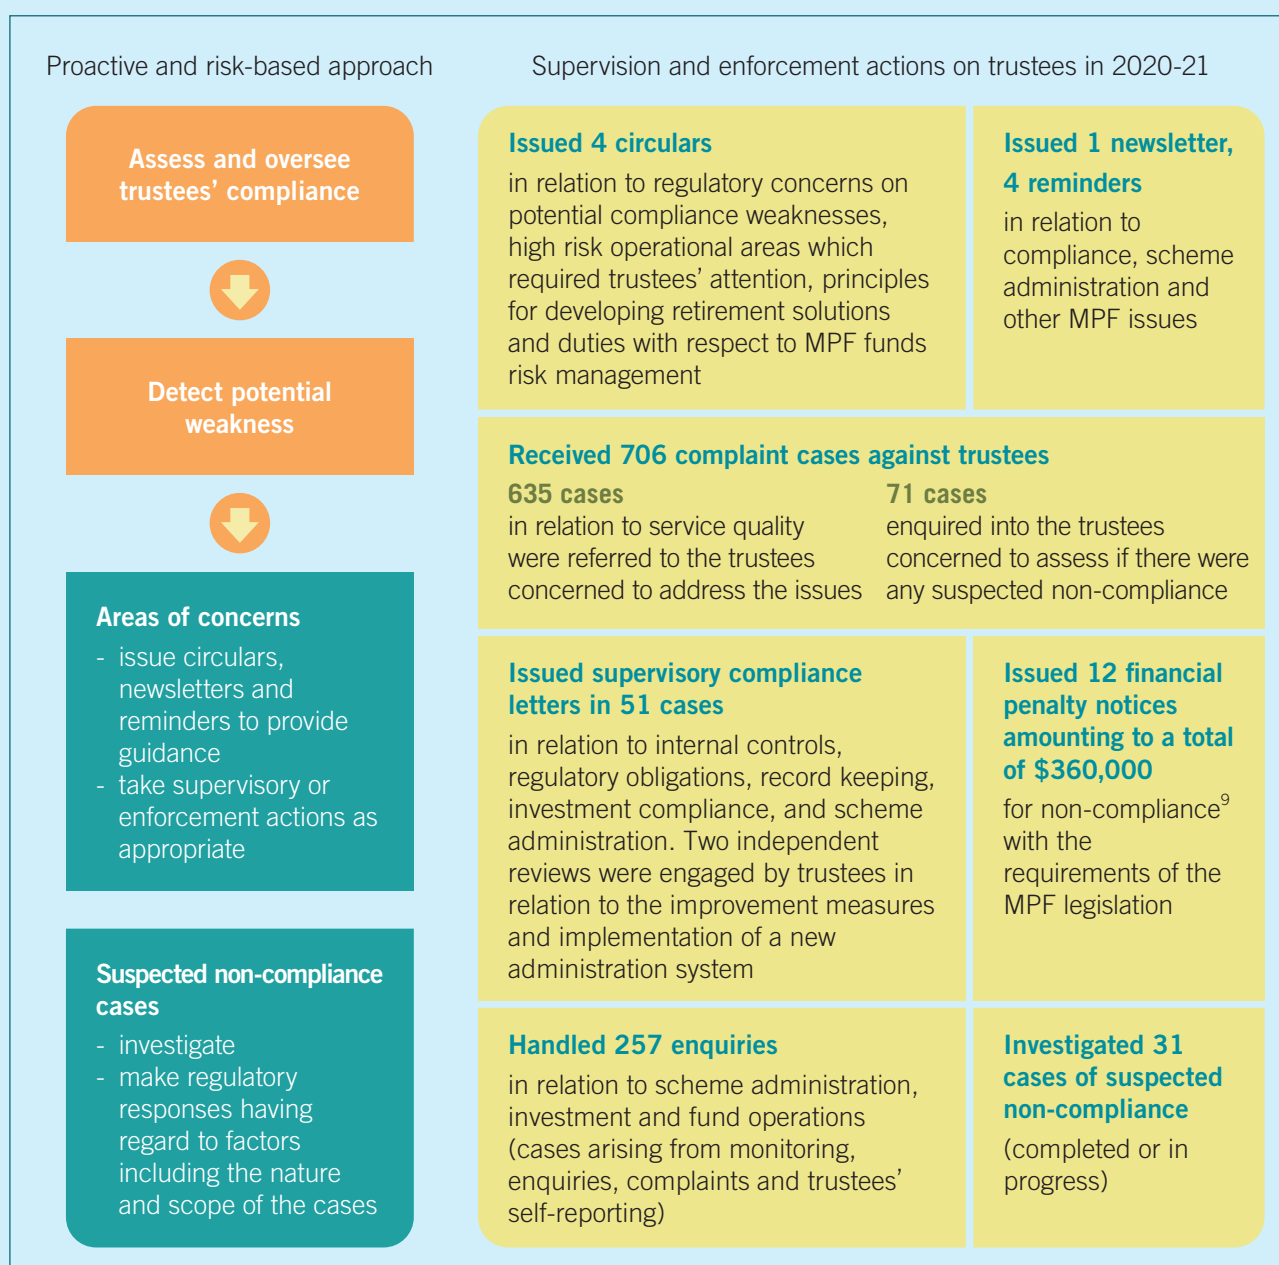 Proactive and risk-based approach
Assess and oversee
trustees’ compliance
Detect potential
weakness
Areas of concerns
- issue circulars,
newsletters and
reminders to provide
guidance
- take supervisory or
enforcement actions as
appropriate
Suspected non-compliance
cases
- investigate
- make regulatory
responses having
regard to factors
including the nature
and scope of the cases
Supervision and enforcement actions on trustees in 2020-21
Issued 4 circulars
in relation to regulatory concerns on
potential compliance weaknesses,
high risk operational areas which
required trustees’ attention, principles
for developing retirement solutions
and duties with respect to MPF funds
risk management
Issued 1 newsletter,
4 reminders
in relation to
compliance, scheme
administration and
other MPF issues
Received 706 complaint cases against trustees
635 cases
in relation to service quality
were referred to the trustees
concerned to address the issues
71 cases
enquired into the trustees
concerned to assess if there were
any suspected non-compliance
Issued supervisory compliance
letters in 51 cases
in relation to internal controls,
regulatory obligations, record keeping,
investment compliance, and scheme
administration. Two independent
reviews were engaged by trustees in
relation to the improvement measures
and implementation of a new
administration system
Issued 12 financial
penalty notices
amounting to a total
of $360,000
for non-compliance⁹
with the
requirements of the
MPF legislation
Handled 257 enquiries
in relation to scheme administration,
investment and fund operations
(cases arising from monitoring,
enquiries, complaints and trustees’
self-reporting)
Investigated 31
cases of suspected
non-compliance
(completed or in
progress)